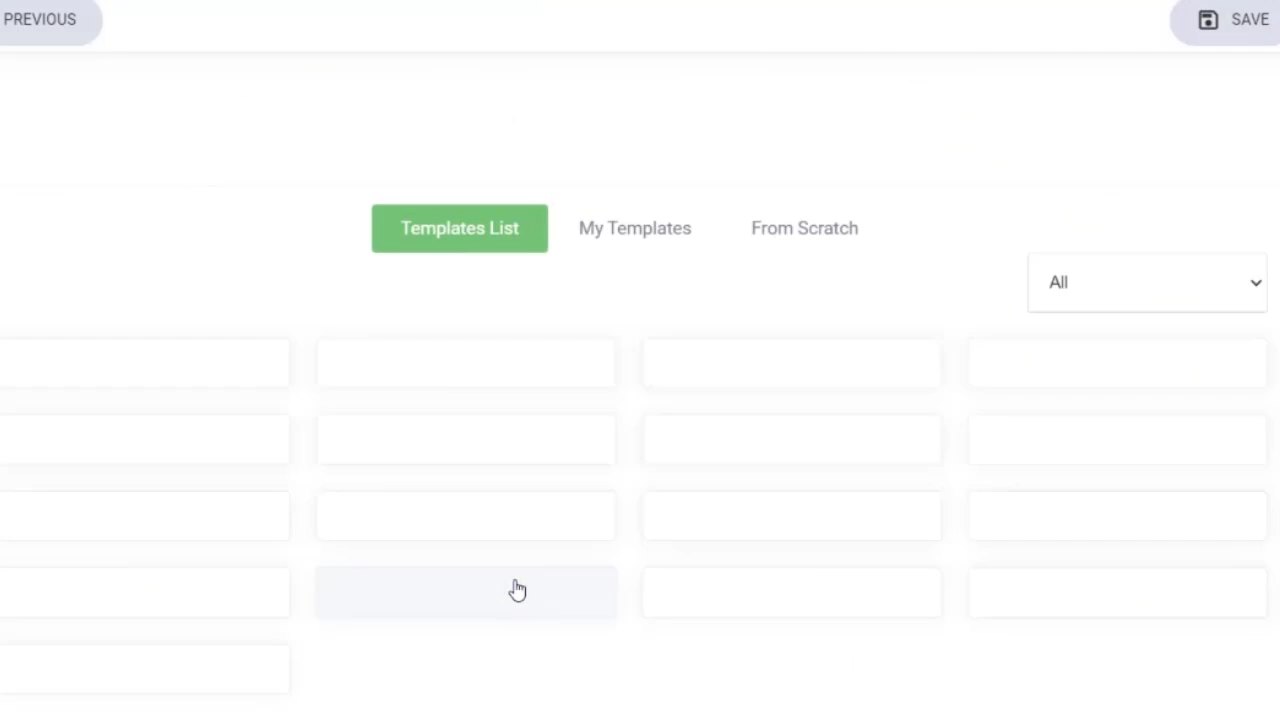 PREVIOUS
SAVE
Templates List
My Templates
From Scratch
All